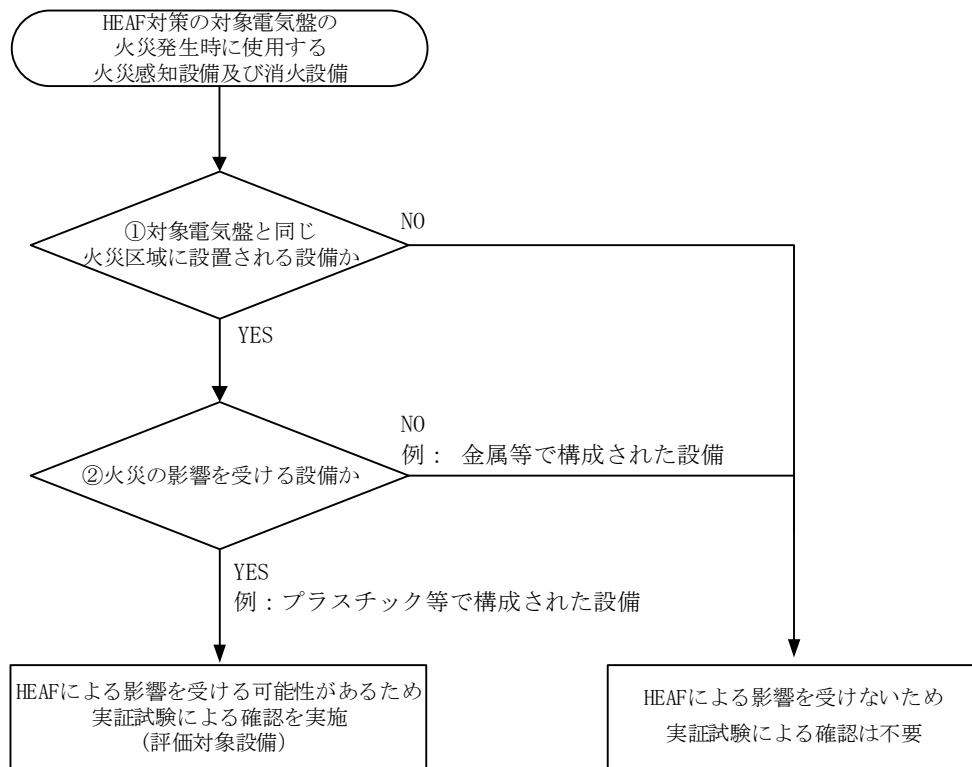 HEAF対策の対象電気盤の
火災発生時に使用する
火災感知設備及び消火設備
①対象電気盤と同じ
火災区域に設置される設備か
NO
YES
②火災の影響を受ける設備か
NO
例： 金属等で構成された設備
YES
例：プラスチック等で構成された設備
HEAFによる影響を受ける可能性があるため
実証試験による確認を実施
(評価対象設備)
HEAFによる影響を受けないため
実証試験による確認は不要